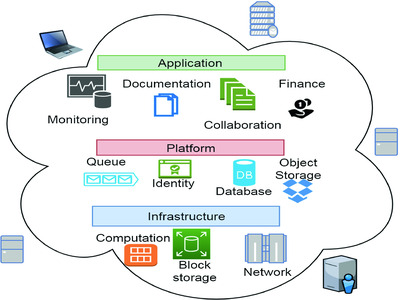 Application
Documentation
Finance
Monitoring
Collaboration
Platform
Queue
Identity
DB
Database
Object
Storage
Infrastructure
Computation
Block
storage
Network